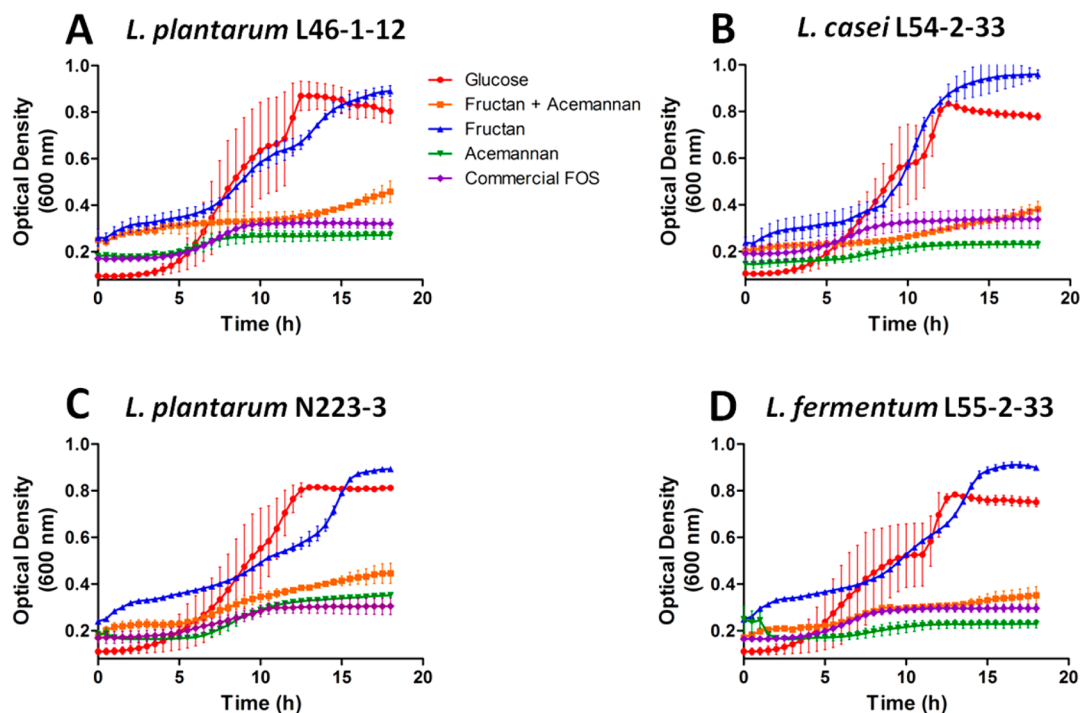 A L. plantarum L46-1-12
Optical Density
(600 nm)
1.0
0.8
0.6
0.4
0.2
0 5 10 15 20
Time (h)
Glucose
Fructan + Acemannan
Fructan
Acemannan
Commercial FOS
B L. casei L54-2-33
Optical Density
(600 nm)
1.0
0.8
0.6
0.4
0.2
0 5 10 15 20
Time (h)
C L. plantarum N223-3
Optical Density
(600 nm)
1.0
0.8
0.6
0.4
0.2
0 5 10 15 20
Time (h)
D L. fermentum L55-2-33
Optical Density
(600 nm)
1.0
0.8
0.6
0.4
0.2
0 5 10 15 20
Time (h)